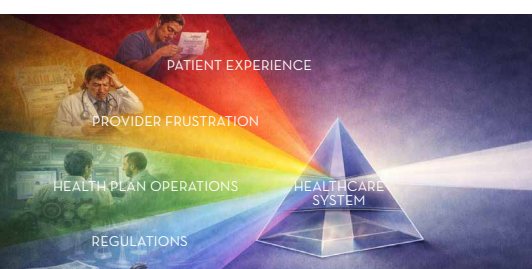 PATIENT EXPERIENCE
PROVIDER FRUSTRATION
HEALTH PLAN OPERATIONS
HEALTHCARE
SYSTEM
REGULATIONS